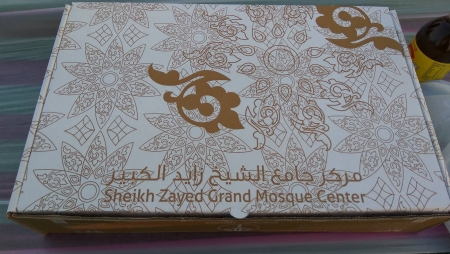 مركز جامع الشيخ زايد الكبير
Sheikh Zayed Grand Mosque Center